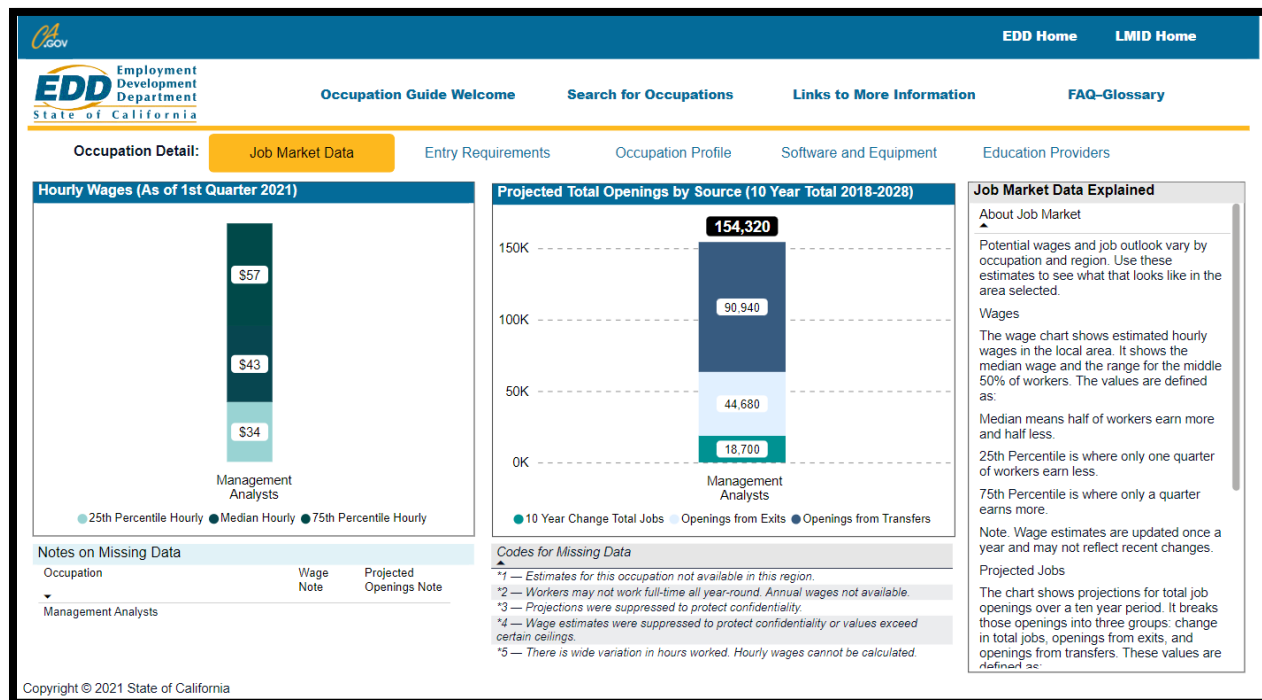 CA.GOV
EDD Home LMID Home
EDD Employment
Development
Department
State of California
Occupation Guide Welcome Search for Occupations Links to More Information FAQ–Glossary
Occupation Detail: Job Market Data Entry Requirements Occupation Profile Software and Equipment Education Providers
Hourly Wages (As of 1st Quarter 2021)
$57
$43
$34
Management
Analysts
25th Percentile Hourly Median Hourly 75th Percentile Hourly
Projected Total Openings by Source (10 Year Total 2018-2028)
154,320
150K
90,940
100K
50K
44,680
18,700
0K
Management
Analysts
10 Year Change Total Jobs Openings from Exits Openings from Transfers
Job Market Data Explained
About Job Market
Potential wages and job outlook vary by
occupation and region. Use these
estimates to see what that looks like in the
area selected.
Wages
The wage chart shows estimated hourly
wages in the local area. It shows the
median wage and the range for the middle
50% of workers. The values are defined
as:
Median means half of workers earn more
and half less.
25th Percentile is where only one quarter
of workers earn less.
75th Percentile is where only a quarter
earns more.
Note. Wage estimates are updated once a
year and may not reflect recent changes.
Projected Jobs
The chart shows projections for total job
openings over a ten year period. It breaks
those openings into three groups: change
in total jobs, openings from exits, and
openings from transfers. These values are
defined as:
Notes on Missing Data
Occupation Wage Note Projected Openings Note
Management Analysts
Codes for Missing Data
*1 — Estimates for this occupation not available in this region.
*2 — Workers may not work full-time all year-round. Annual wages not available.
*3 — Projections were suppressed to protect confidentiality.
*4 — Wage estimates were suppressed to protect confidentiality or values exceed
certain ceilings.
*5 — There is wide variation in hours worked. Hourly wages cannot be calculated.
Copyright © 2021 State of California